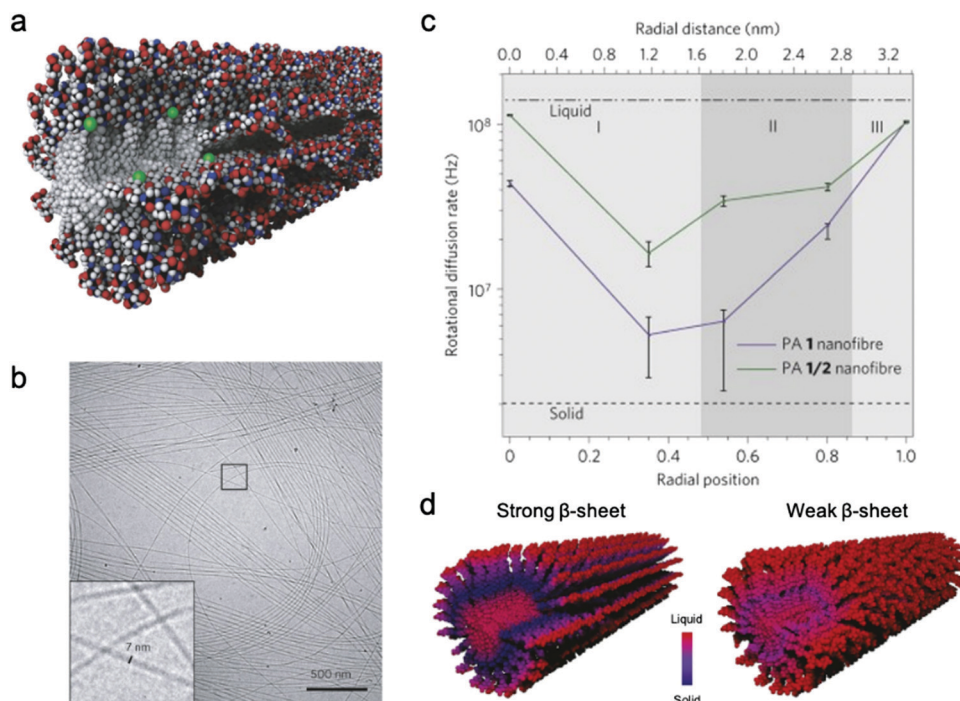 a
b
7 nm
500 nm
c
Radial distance (nm)
0.0 0.4 0.8 1.2 1.6 2.0 2.4 2.8 3.2
Rotational diffusion rate (Hz)
10⁸
10⁷
Liquid
I
II
III
PA 1 nanofibre
PA 1/2 nanofibre
Solid
0 0.2 0.4 0.6 0.8 1.0
Radial position
d
Strong β-sheet
Weak β-sheet
Liquid
Solid